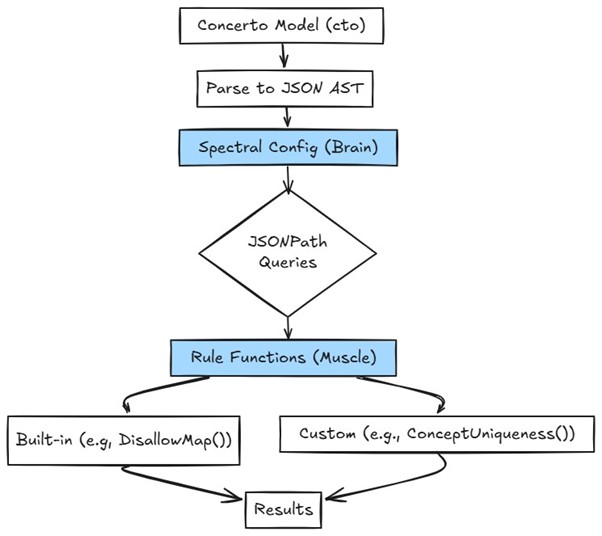 Concerto Model (cto)
Parse to JSON AST
Spectral Config (Brain)
JSONPath
Queries
Rule Functions (Muscle)
Built-in (e.g, DisallowMap())
Custom (e.g., ConceptUniqueness())
Results